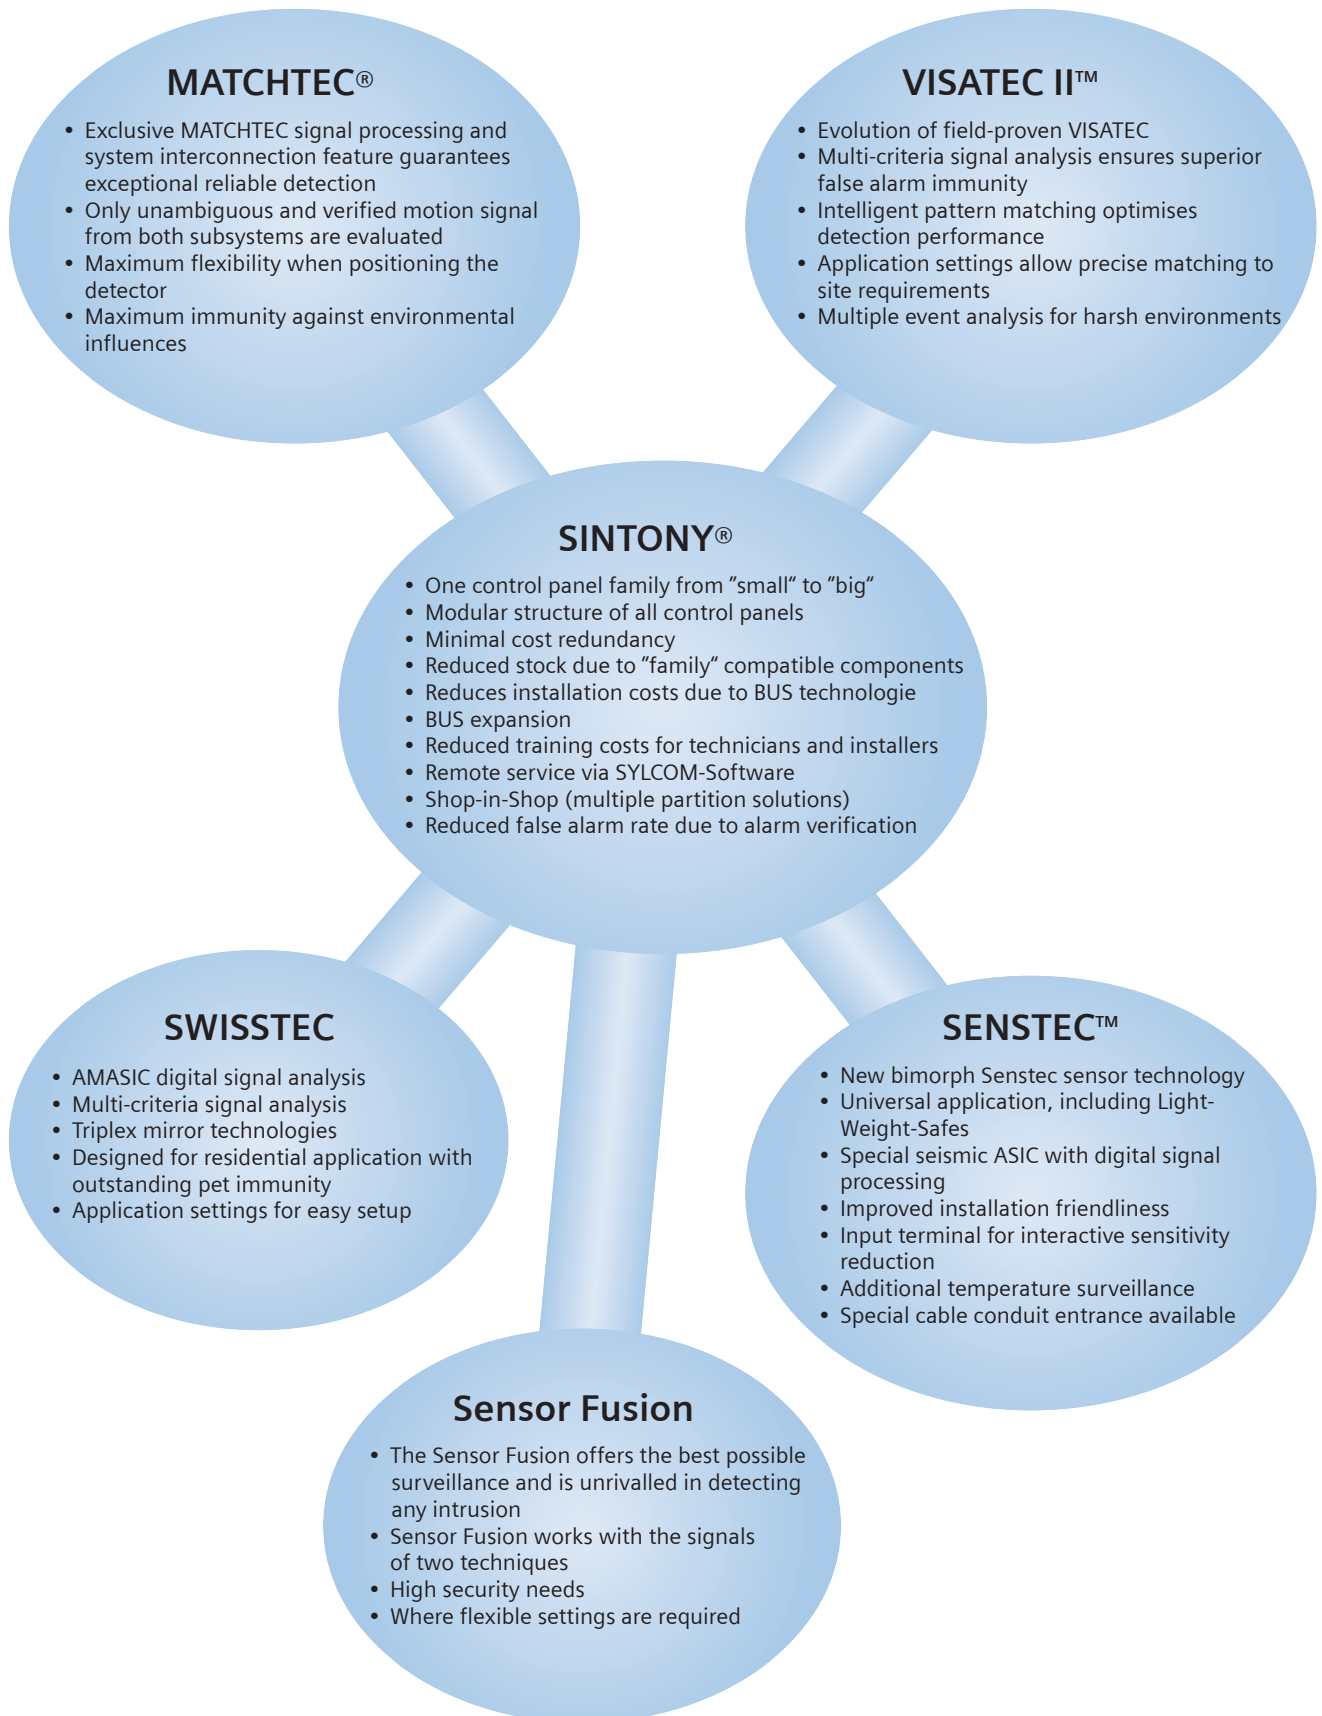 MATCHTEC®
• Exclusive MATCHTEC signal processing and
system interconnection feature guarantees
exceptional reliable detection
• Only unambiguous and verified motion signal
from both subsystems are evaluated
• Maximum flexibility when positioning the
detector
• Maximum immunity against environmental
influences
VISATEC II™
• Evolution of field-proven VISATEC
• Multi-criteria signal analysis ensures superior
false alarm immunity
• Intelligent pattern matching optimises
detection performance
• Application settings allow precise matching to
site requirements
• Multiple event analysis for harsh environments
SINTONY®
• One control panel family from ″small“ to ″big“
• Modular structure of all control panels
• Minimal cost redundancy
• Reduced stock due to ″family“ compatible components
• Reduces installation costs due to BUS technologie
• BUS expansion
• Reduced training costs for technicians and installers
• Remote service via SYLCOM-Software
• Shop-in-Shop (multiple partition solutions)
• Reduced false alarm rate due to alarm verification
SWISSTEC
• AMASIC digital signal analysis
• Multi-criteria signal analysis
• Triplex mirror technologies
• Designed for residential application with
outstanding pet immunity
• Application settings for easy setup
SENSTEC™
• New bimorph Senstec sensor technology
• Universal application, including Light-
Weight-Safes
• Special seismic ASIC with digital signal
processing
• Improved installation friendliness
• Input terminal for interactive sensitivity
reduction
• Additional temperature surveillance
• Special cable conduit entrance available
Sensor Fusion
• The Sensor Fusion offers the best possible
surveillance and is unrivalled in detecting
any intrusion
• Sensor Fusion works with the signals
of two techniques
• High security needs
• Where flexible settings are required